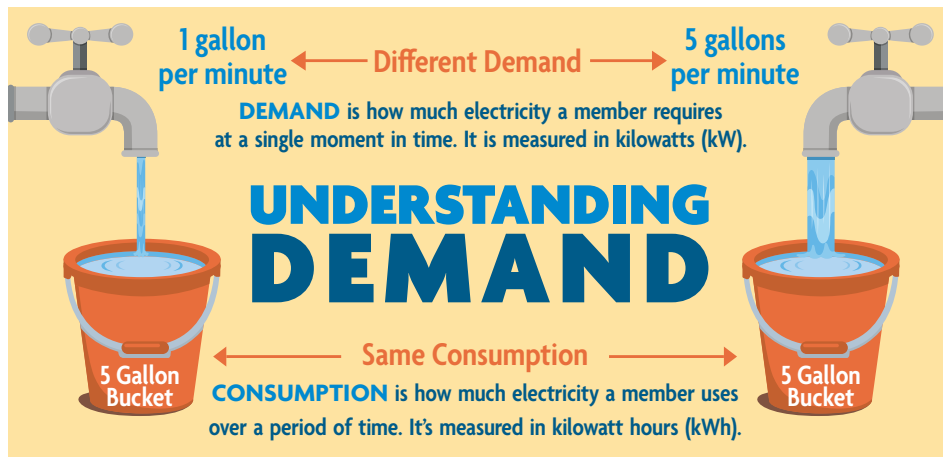 1 gallon
per minute
Different Demand
5 gallons
per minute
DEMAND is how much electricity a member requires
at a single moment in time. It is measured in kilowatts (kW).
UNDERSTANDING
DEMAND
Same Consumption
5 Gallon
Bucket
CONSUMPTION is how much electricity a member uses
over a period of time. It’s measured in kilowatt hours (kWh).
5 Gallon
Bucket